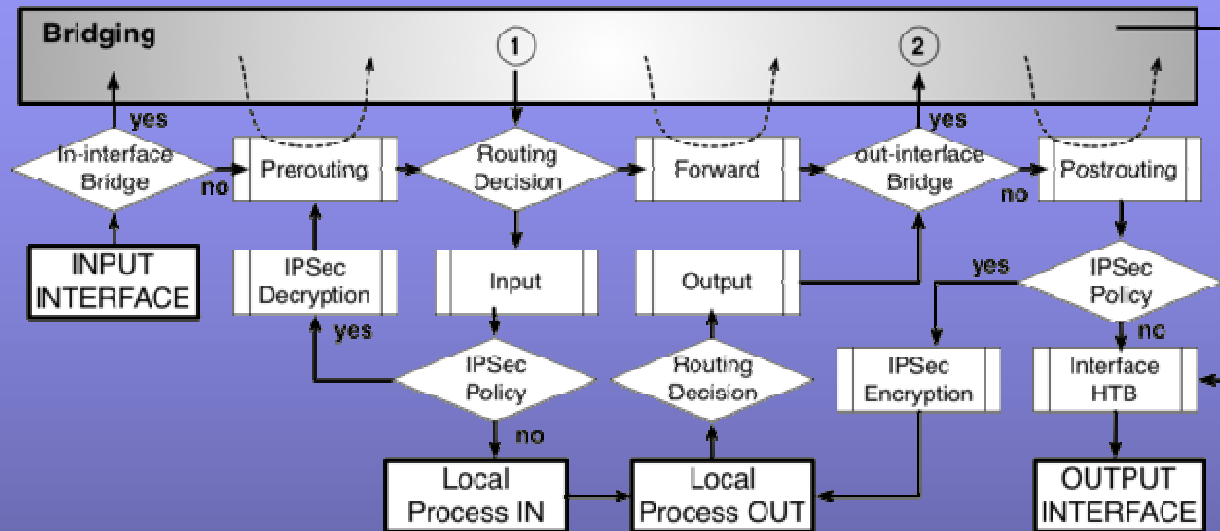 Bridging
1
2
yes
yes
In-interface
Bridge
no
Prerouting
Routing
Decision
Forward
out-interface
Bridge
no
Postrouting
INPUT
INTERFACE
IPSec
Decryption
Input
Output
yes
IPSec
Policy
yes
IPSec
Policy
Routing
Decision
IPSec
Encryption
no
Interface
HTB
no
Local
Process IN
Local
Process OUT
OUTPUT
INTERFACE